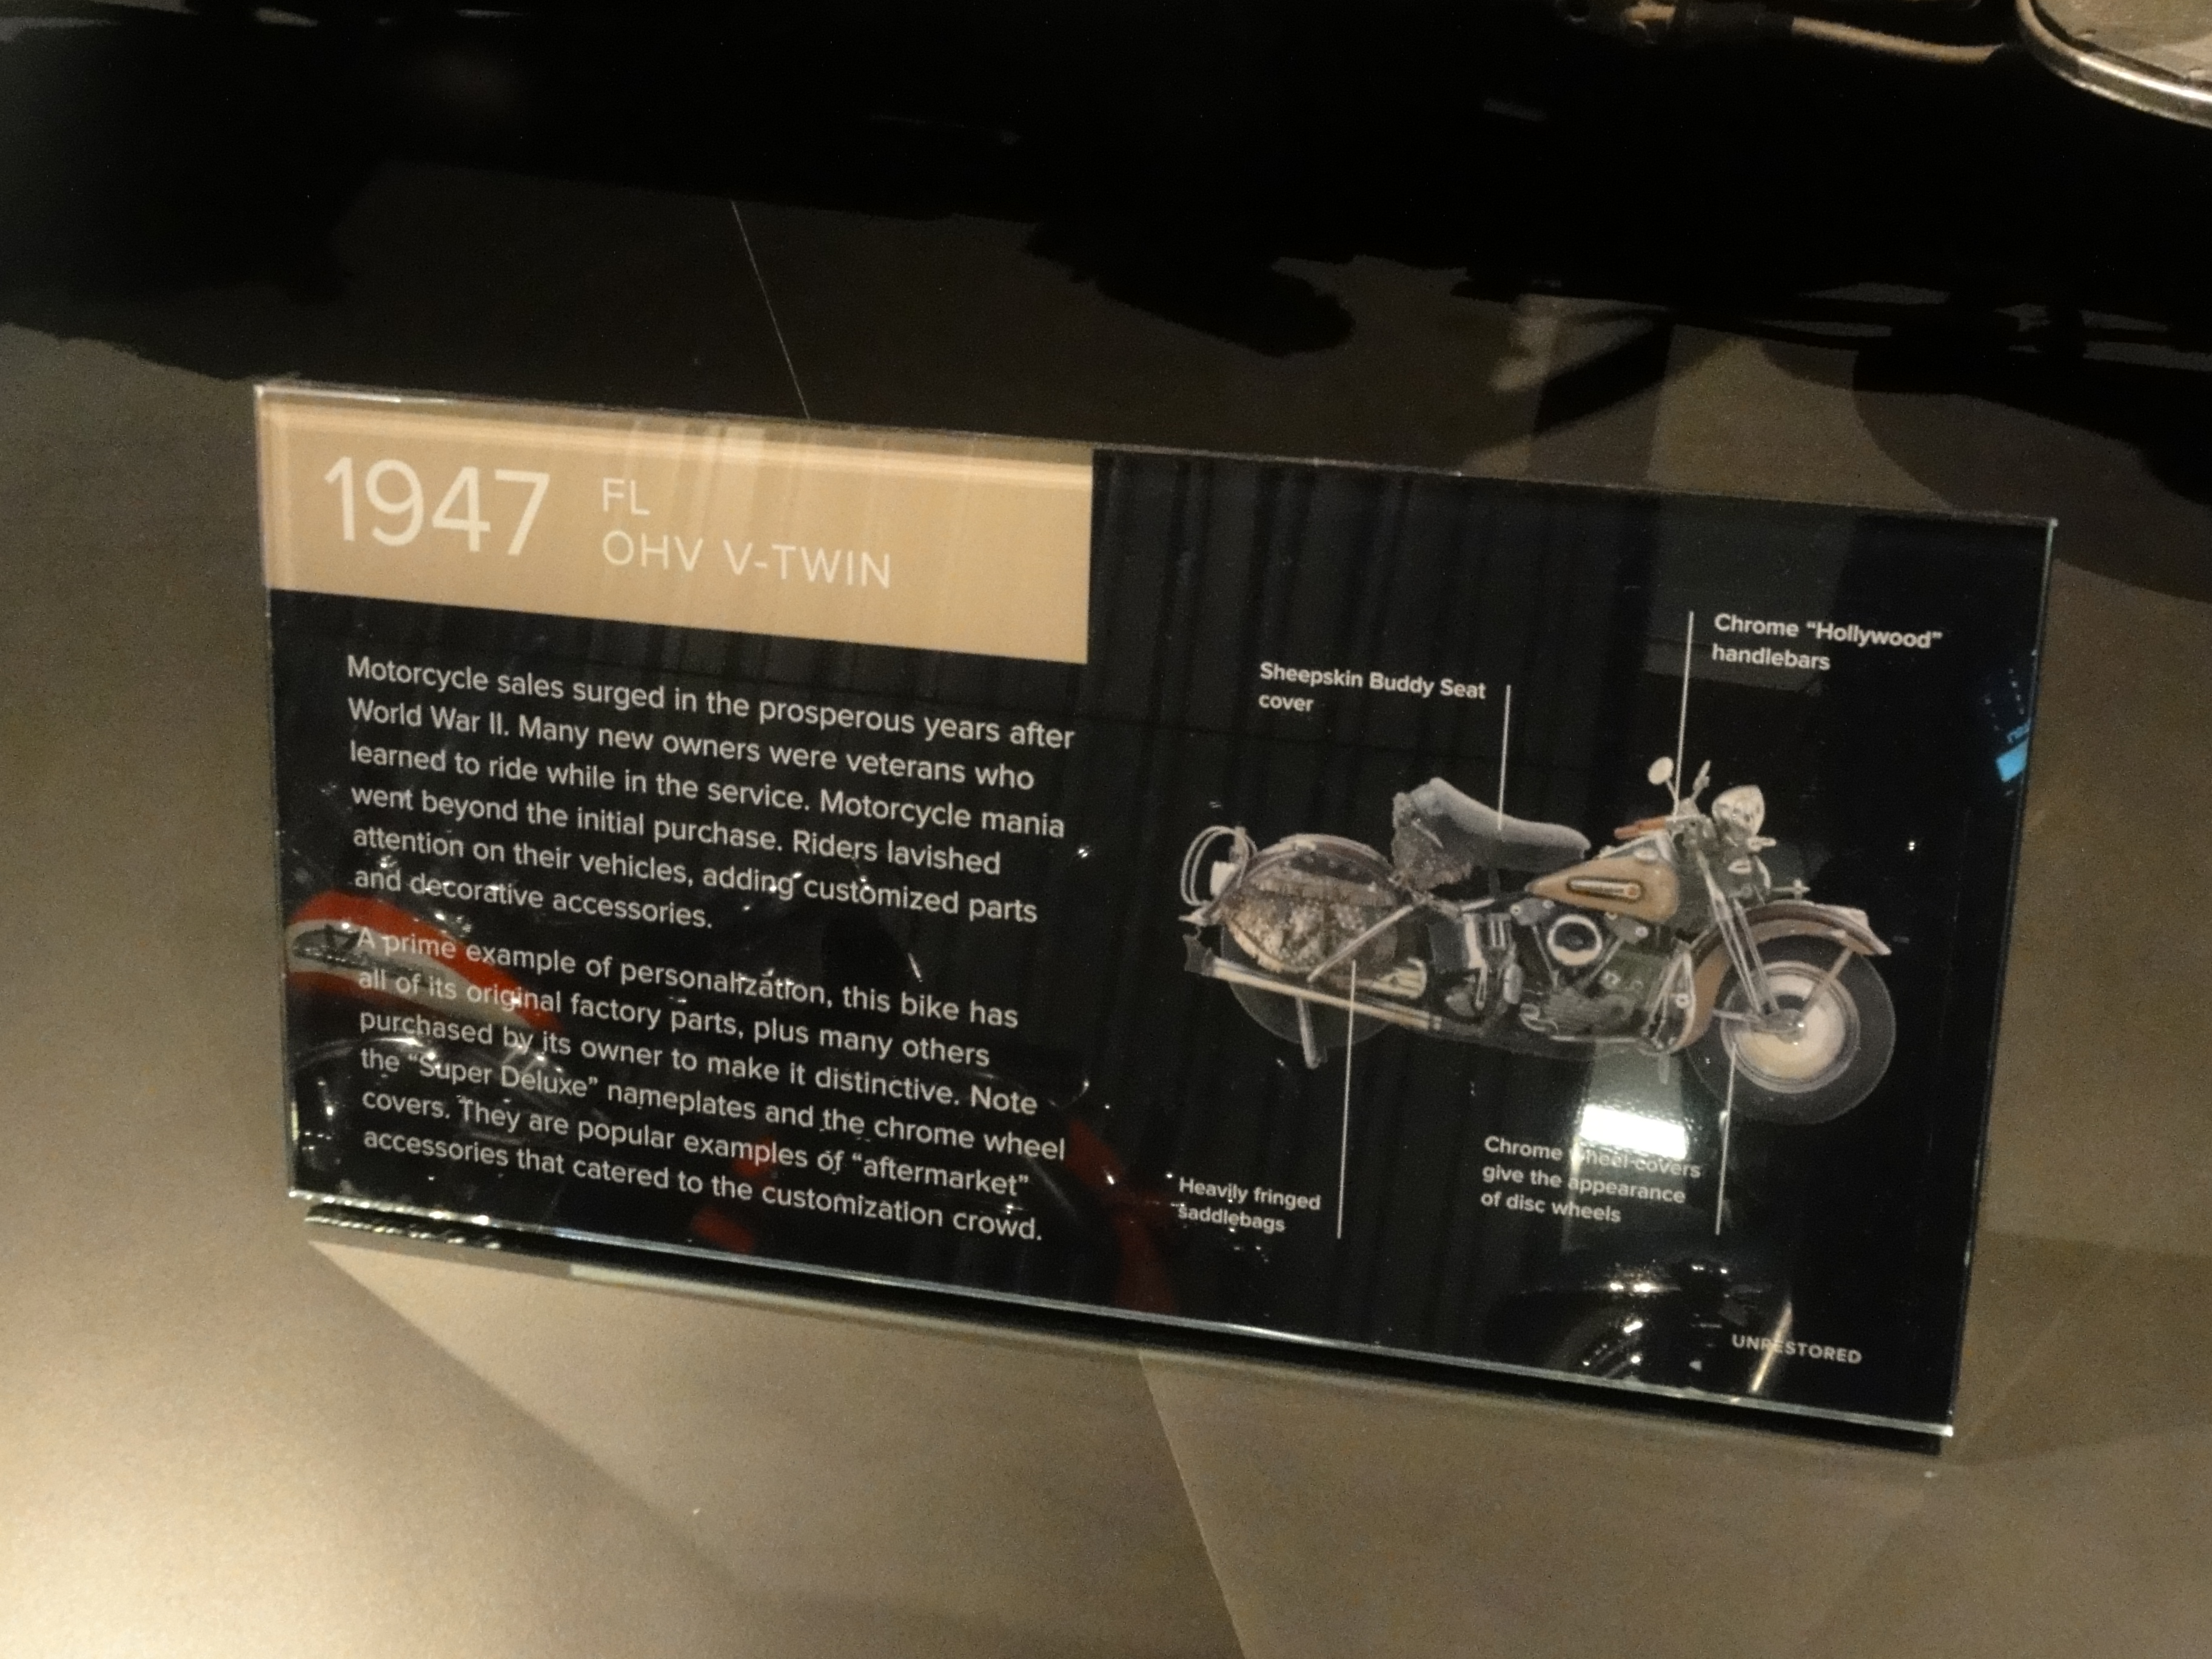 1947
FL
OHV V-TWIN
Motorcycle sales surged in the prosperous years after
World War II. Many new owners were veterans who
learned to ride while in the service. Motorcycle mania
went beyond the initial purchase. Riders lavished
attention on their vehicles, adding customized parts
and decorative accessories.
A prime example of personalization, this bike has
all of its original factory parts, plus many others
purchased by its owner to make it distinctive. Note
the “Super Deluxe” nameplates and the chrome wheel
covers. They are popular examples of “aftermarket”
accessories that catered to the customization crowd.
Sheepskin Buddy Seat
cover
Chrome “Hollywood”
handlebars
Heavily fringed
saddlebags
Chrome wheel covers
give the appearance
of disc wheels
UNRESTORED